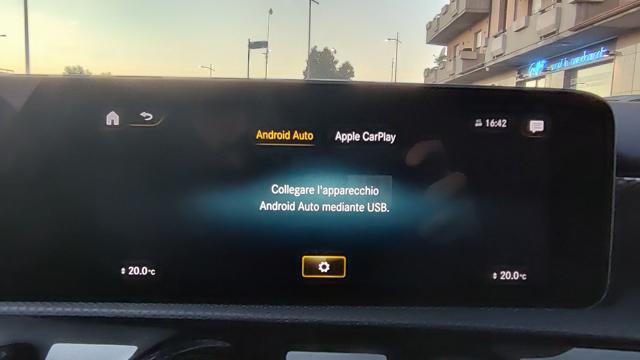 16:42
Android Auto
Apple CarPlay
Collegare l'apparecchio
Android Auto mediante USB.
20.0°C
20.0°C